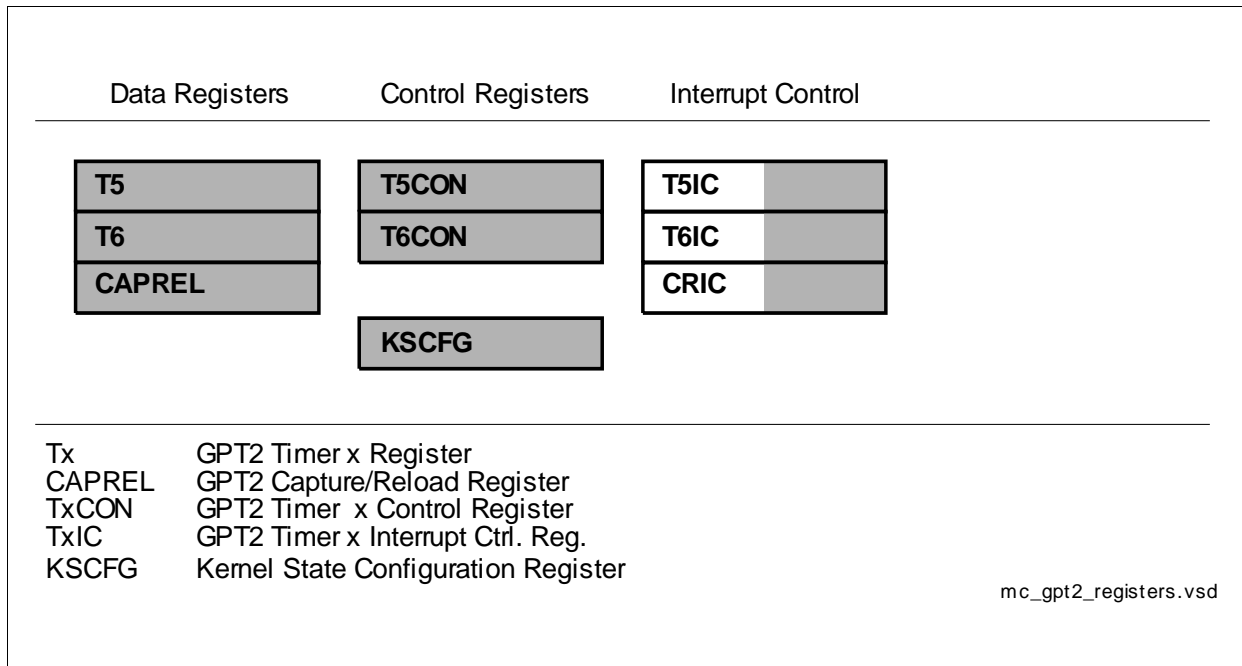 Data Registers Control Registers Interrupt Control
T5 T5CON T5IC
T6 T6CON T6IC
CAPREL CRIC
KSCFG
Tx GPT2 Timer x Register
CAPREL GPT2 Capture/Reload Register
TxCON GPT2 Timer x Control Register
TxIC GPT2 Timer x Interrupt Ctrl. Reg.
KSCFG Kernel State Configuration Register
mc_gpt2_registers.vsd